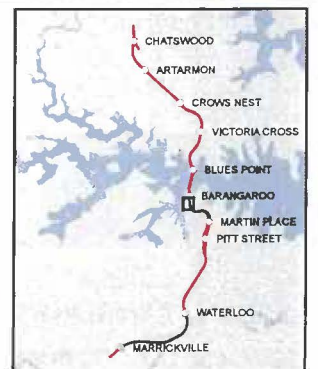 CHATSWOOD
ARTARMON
CROWS NEST
VICTORIA CROSS
BLUES POINT
BARANGAROO
MARTIN PLACE
PITT STREET
WATERLOO
MARRICKVILLE